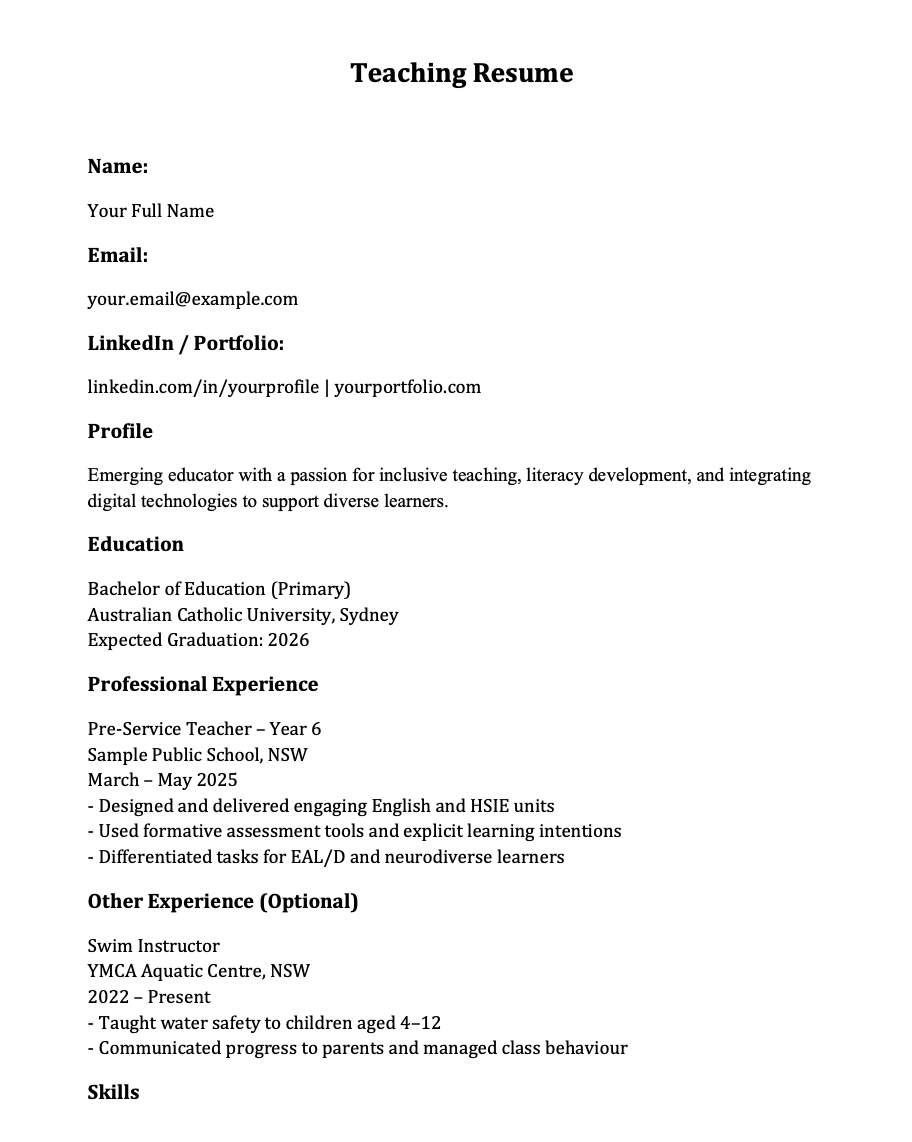 Teaching Resume
Name:
Your Full Name
Email:
your.email@example.com
LinkedIn / Portfolio:
linkedin.com/in/yourprofile | yourportfolio.com
Profile
Emerging educator with a passion for inclusive teaching, literacy development, and integrating
digital technologies to support diverse learners.
Education
Bachelor of Education (Primary)
Australian Catholic University, Sydney
Expected Graduation: 2026
Professional Experience
Pre-Service Teacher – Year 6
Sample Public School, NSW
March – May 2025
- Designed and delivered engaging English and HSIE units
- Used formative assessment tools and explicit learning intentions
- Differentiated tasks for EAL/D and neurodiverse learners
Other Experience (Optional)
Swim Instructor
YMCA Aquatic Centre, NSW
2022 – Present
- Taught water safety to children aged 4–12
- Communicated progress to parents and managed class behaviour
Skills